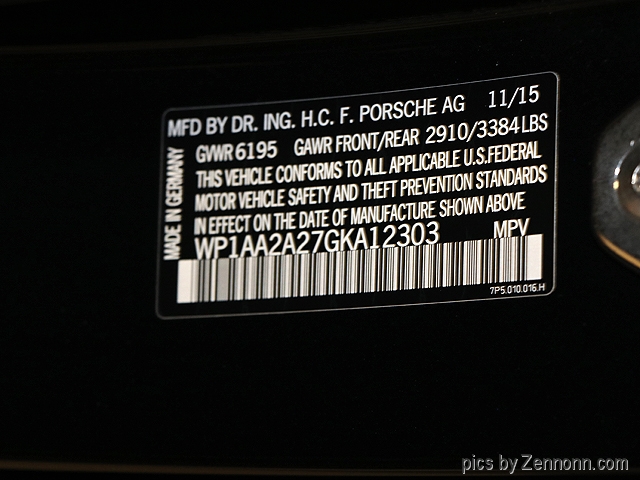 MFD BY DR. ING. H.C. F. PORSCHE AG 11/15
GVWR 6195 GAWR FRONT/REAR 2910/3384LBS
THIS VEHICLE CONFORMS TO ALL APPLICABLE U.S.FEDERAL
MOTOR VEHICLE SAFETY AND THEFT PREVENTION STANDARDS
IN EFFECT ON THE DATE OF MANUFACTURE SHOWN ABOVE
WP1AA2A27GKA12303 MPV
MADE IN GERMANY
7P5.010.016.H
pics by Zennonn.com